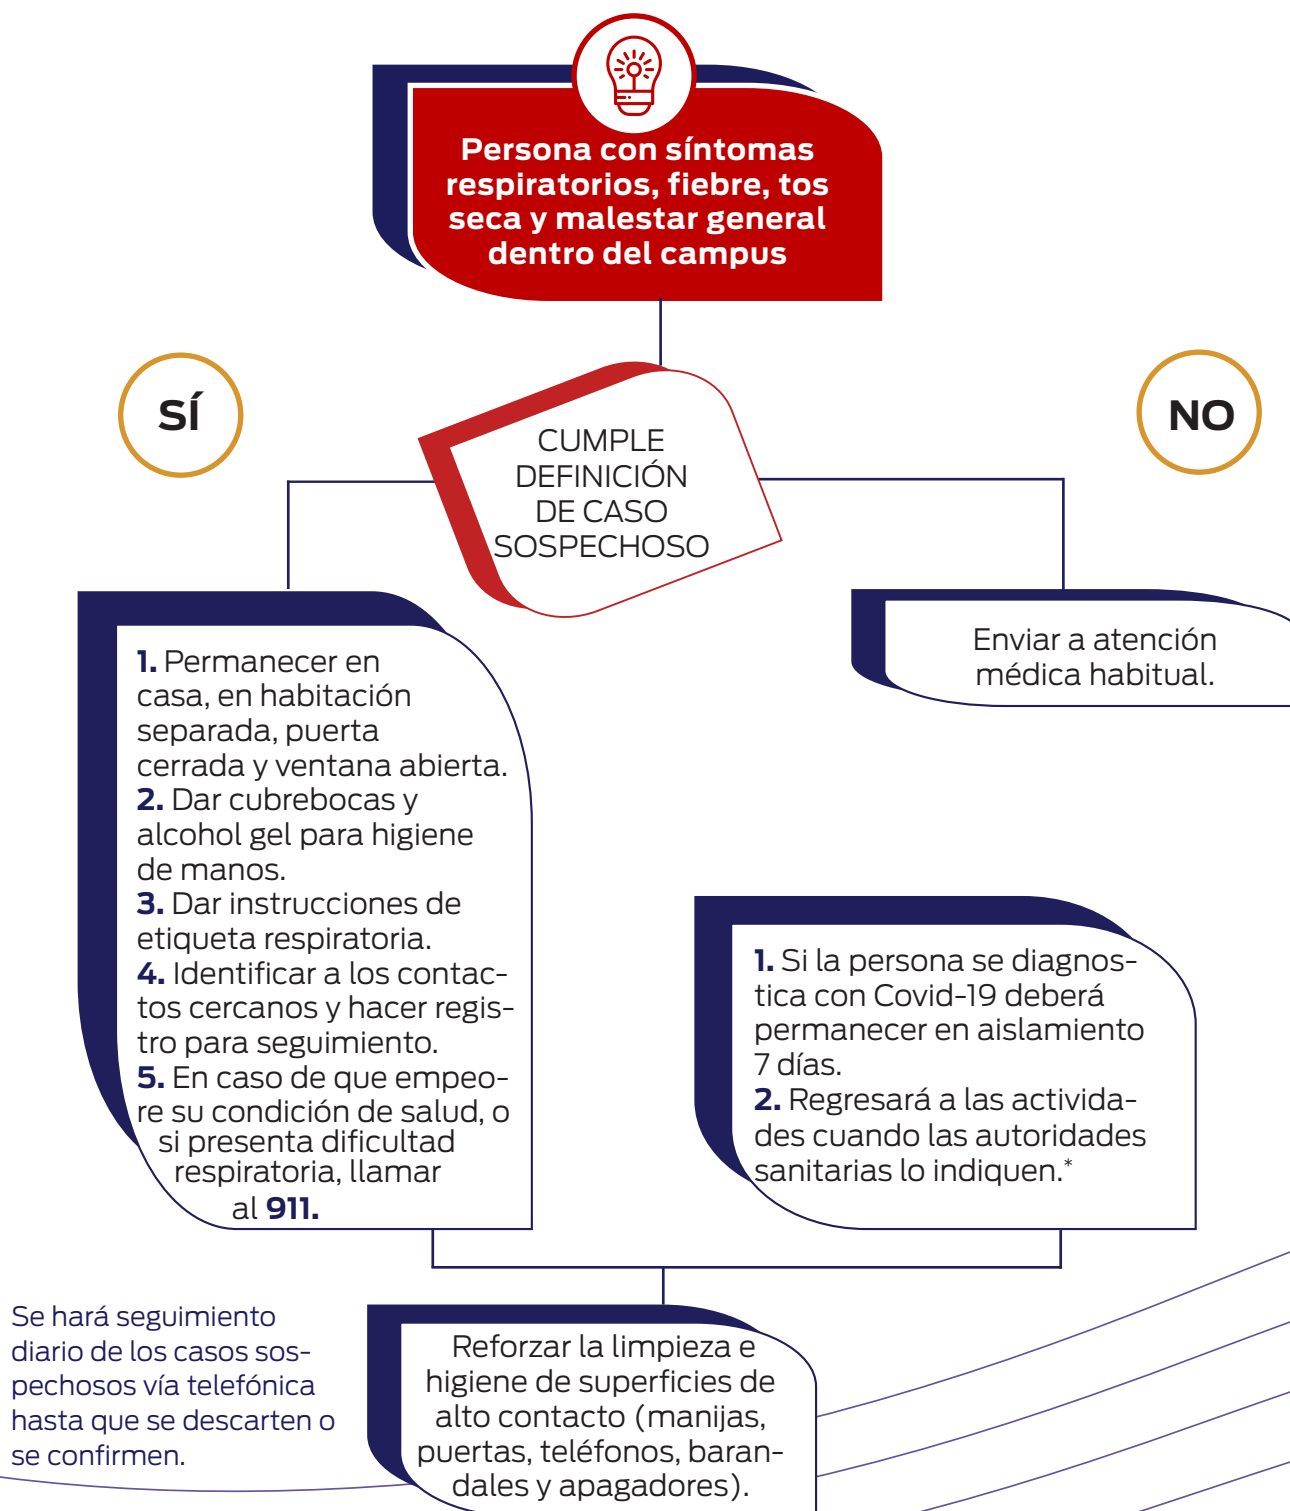 Persona con síntomas
respiratorios, fiebre, tos
seca y malestar general
dentro del campus
SÍ
NO
CUMPLE
DEFINICIÓN
DE CASO
SOSPECHOSO
1. Permanecer en
casa, en habitación
separada, puerta
cerrada y ventana abierta.
2. Dar cubrebocas y
alcohol gel para higiene
de manos.
3. Dar instrucciones de
etiqueta respiratoria.
4. Identificar a los contac-
tos cercanos y hacer regis-
tro para seguimiento.
5. En caso de que empeo-
re su condición de salud, o
si presenta dificultad
respiratoria, llamar
al 911.
Enviar a atención
médica habitual.
1. Si la persona se diagnos-
tica con Covid-19 deberá
permanecer en aislamiento
7 días.
2. Regresará a las activida-
des cuando las autoridades
sanitarias lo indiquen.*
Se hará seguimiento
diario de los casos sos-
pechosos vía telefónica
hasta que se descarten o
se confirmen.
Reforzar la limpieza e
higiene de superficies de
alto contacto (manijas,
puertas, teléfonos, baran-
dales y apagadores).